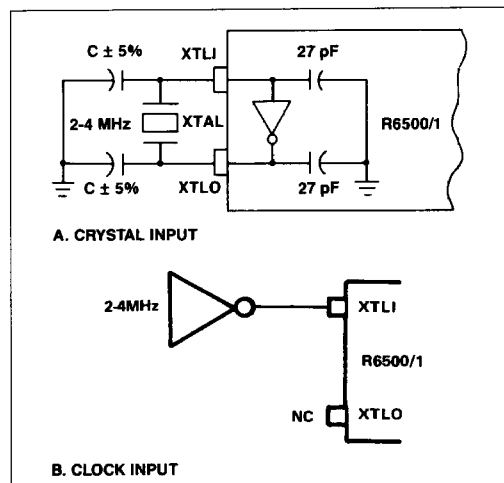 C ± 5%
XTLI
27 pF
2-4 MHz
XTAL
R6500/1
C ± 5%
XTLO
27 pF
A. CRYSTAL INPUT
2-4MHz
XTLI
R6500/1
NC
XTLO
B. CLOCK INPUT